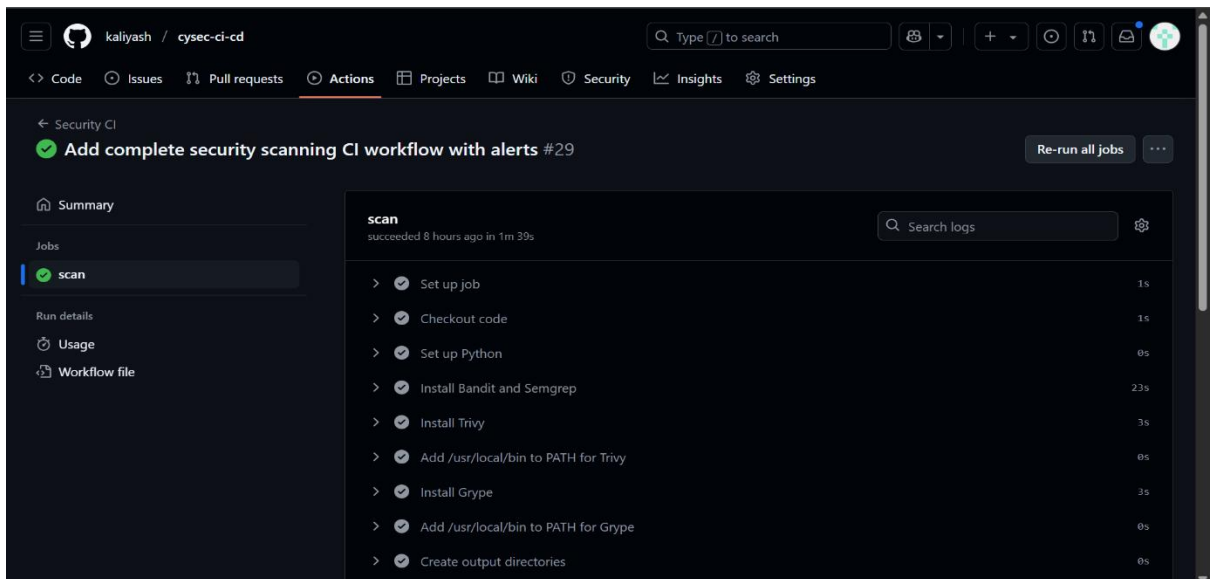 kaliyash / cysec-ci-cd
Type / to search
Code Issues Pull requests Actions Projects Wiki Security Insights Settings
← Security CI
Add complete security scanning CI workflow with alerts #29
Re-run all jobs
Summary
Jobs
scan
Run details
Usage
Workflow file
scan
succeeded 8 hours ago in 1m 39s
Search logs
Set up job 1s
Checkout code 1s
Set up Python 0s
Install Bandit and Semgrep 23s
Install Trivy 3s
Add /usr/local/bin to PATH for Trivy 0s
Install Grype 3s
Add /usr/local/bin to PATH for Grype 0s
Create output directories 0s